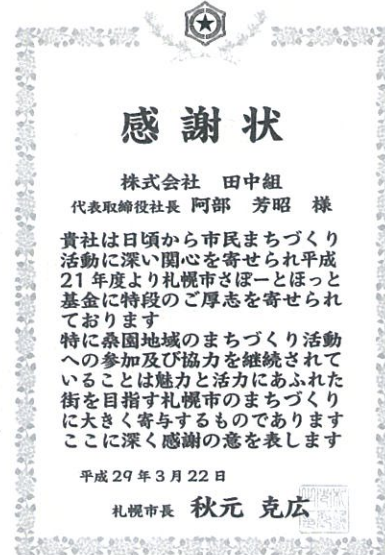 感謝状
株式会社 田中組
代表取締役社長 阿部 芳昭 様
貴社は日頃から市民まちづくり
活動に深い関心を寄せられ平成
21年度より札幌市さぽーとほっと
基金に特段のご厚志を寄せられ
ております
特に桑園地域のまちづくり活動
への参加及び協力を継続されて
いることは魅力と活力にあふれた
街を目指す札幌市のまちづくり
に大きく寄与するものであります
ここに深く感謝の意を表します
平成29年3月22日
札幌市長 秋元 克広